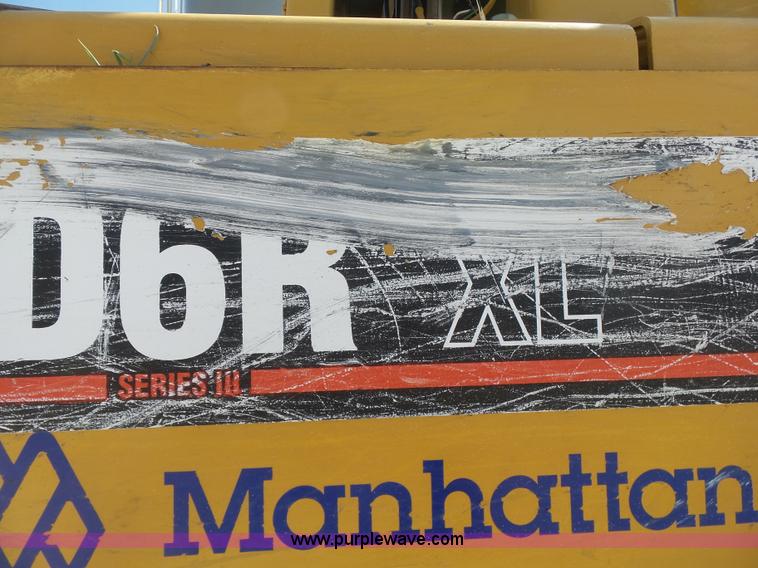 D6R XL
SERIES III
Manhattan
www.purplewave.com